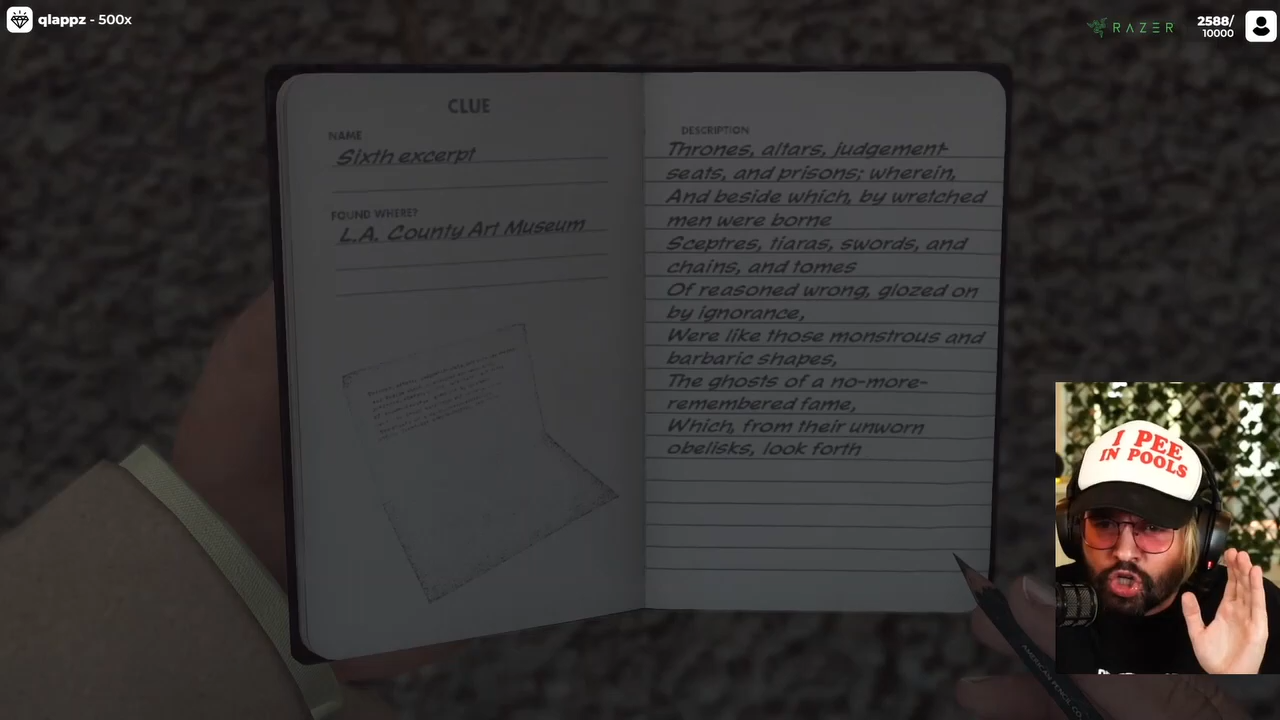 qlappz - 500x
RAZER
2588/
10000
CLUE
NAME
Sixth excerpt
FOUND WHERE?
L.A. County Art Museum
DESCRIPTION
Thrones, altars, judgement
seats, and prisons; wherein,
And beside which, by wretched
men were borne
Sceptres, tiaras, swords, and
chains, and tomes
Of reasoned wrong, glozed on
by ignorance,
Were like those monstrous and
barbaric shapes,
The ghosts of a no-more-
remembered fame,
Which, from their unworn
obelisks, look forth
I PEE
IN POOLS
AMERICAN PENCIL CO.